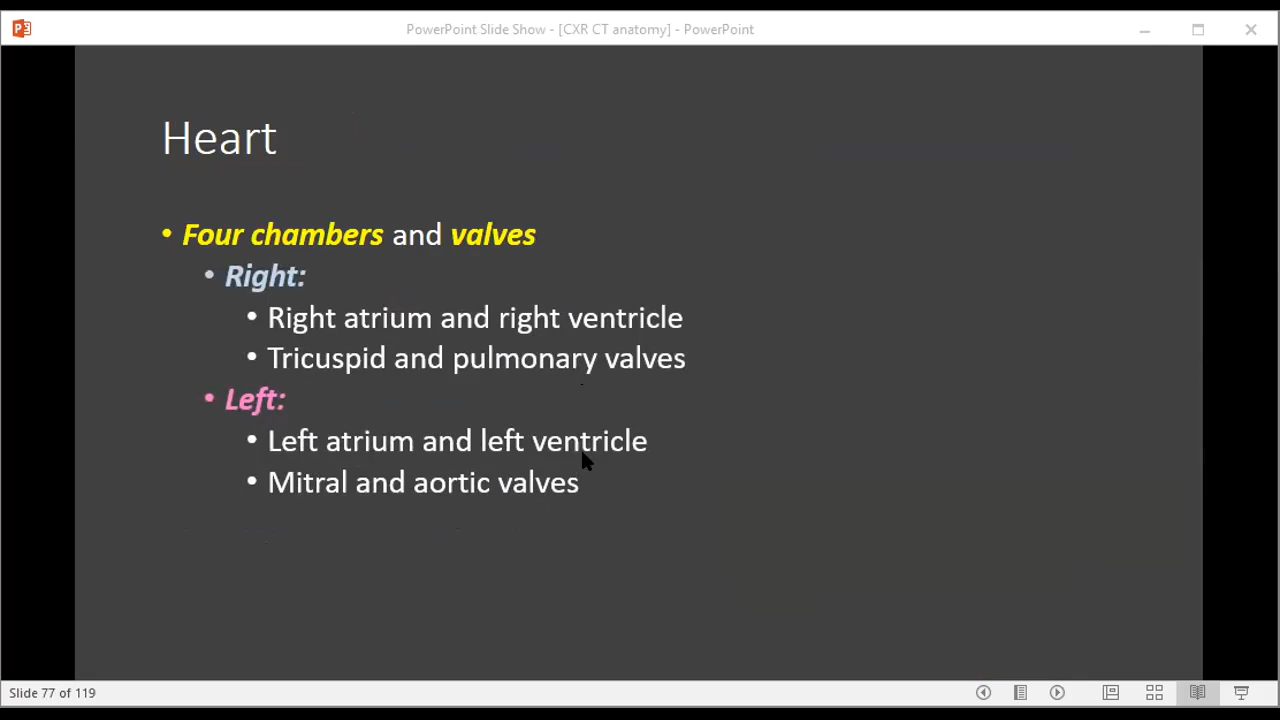 PowerPoint Slide Show - [CXR CT anatomy] - PowerPoint
Heart
• Four chambers and valves
• Right:
• Right atrium and right ventricle
• Tricuspid and pulmonary valves
• Left:
• Left atrium and left ventricle
• Mitral and aortic valves
Slide 77 of 119